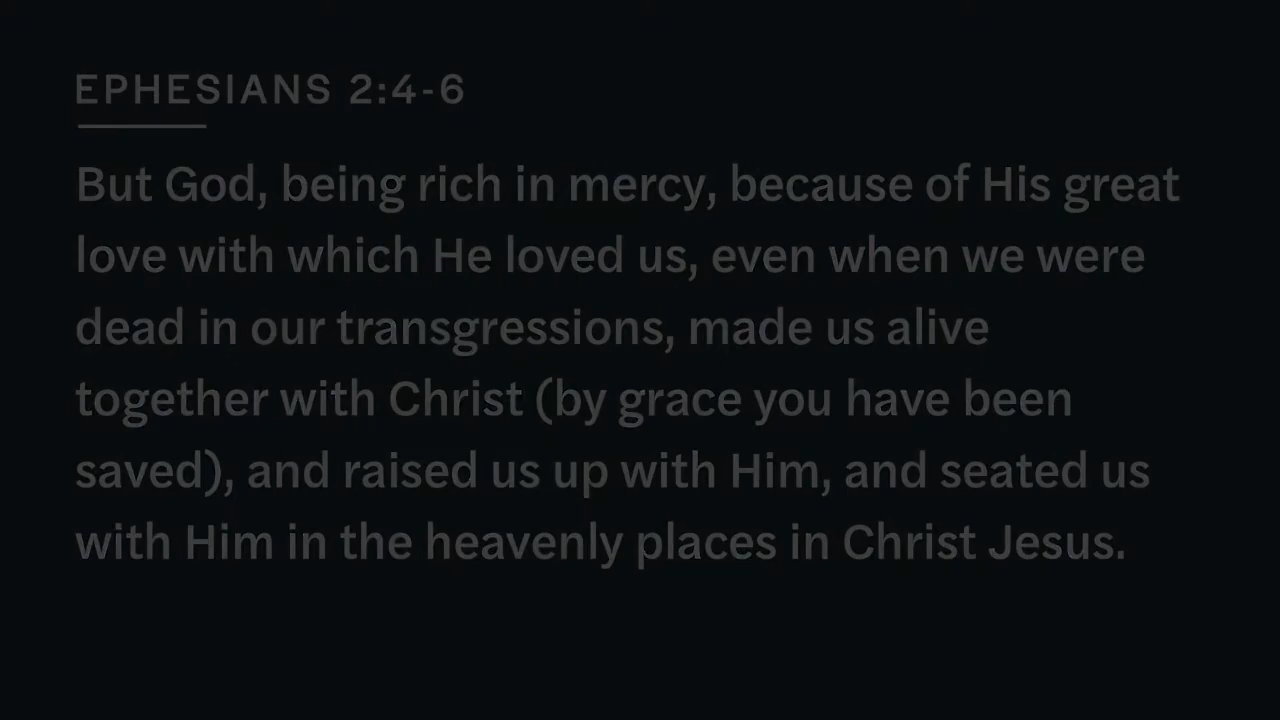 EPHESIANS 2:4-6
But God, being rich in mercy, because of His great
love with which He loved us, even when we were
dead in our transgressions, made us alive
together with Christ (by grace you have been
saved), and raised us up with Him, and seated us
with Him in the heavenly places in Christ Jesus.